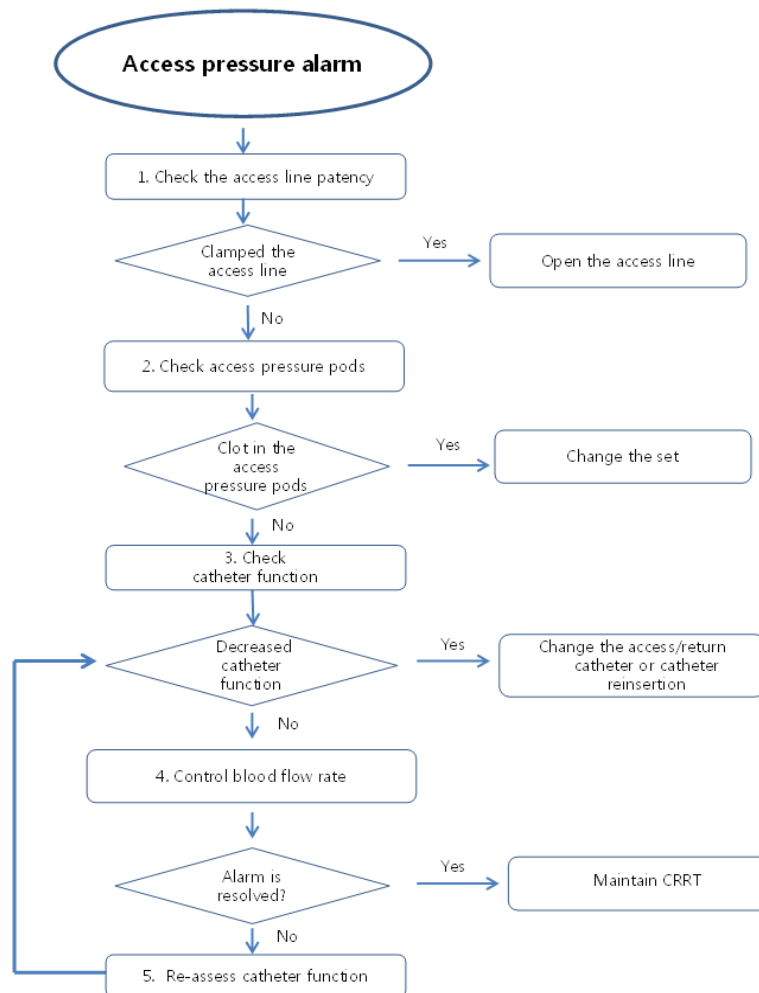 Access pressure alarm
1. Check the access line patency
Clamped the
access line
Yes
Open the access line
No
2. Check access pressure pods
Clot in the
access
pressure pods
Yes
Change the set
No
3. Check
catheter function
Decreased
catheter
function
Yes
Change the access/return
catheter or catheter
reinsertion
No
4. Control blood flow rate
Alarm is
resolved?
Yes
Maintain CRRT
No
5. Re-assess catheter function